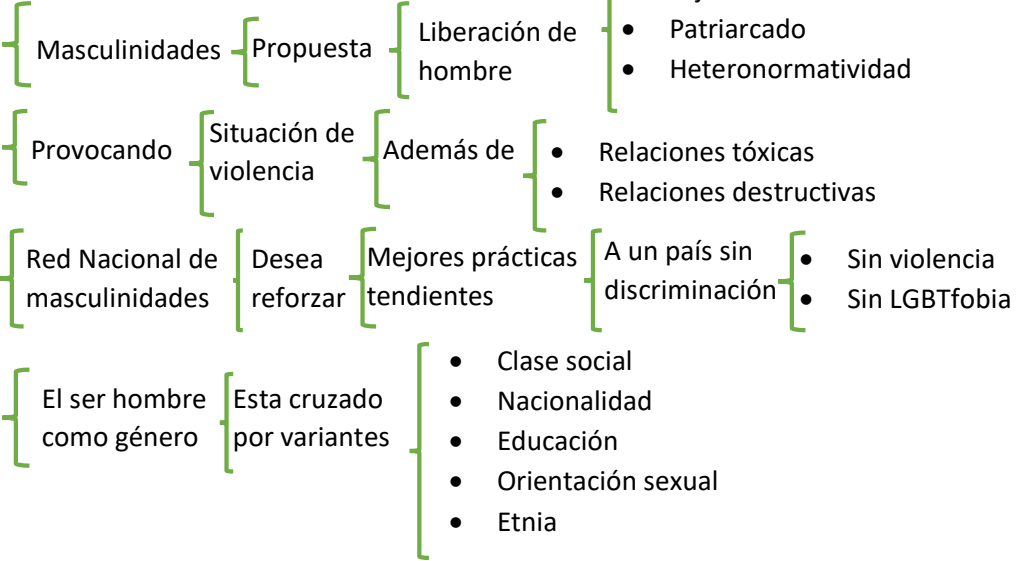 Masculinidades
Propuesta
Liberación de
hombre
• Patriarcado
• Heteronormatividad
Provocando
Situación de
violencia
Además de
• Relaciones tóxicas
• Relaciones destructivas
Red Nacional de
masculinidades
Desea
reforzar
Mejores prácticas
tendientes
A un país sin
discriminación
• Sin violencia
• Sin LGBTfobia
El ser hombre
como género
Esta cruzado
por variantes
• Clase social
• Nacionalidad
• Educación
• Orientación sexual
• Etnia